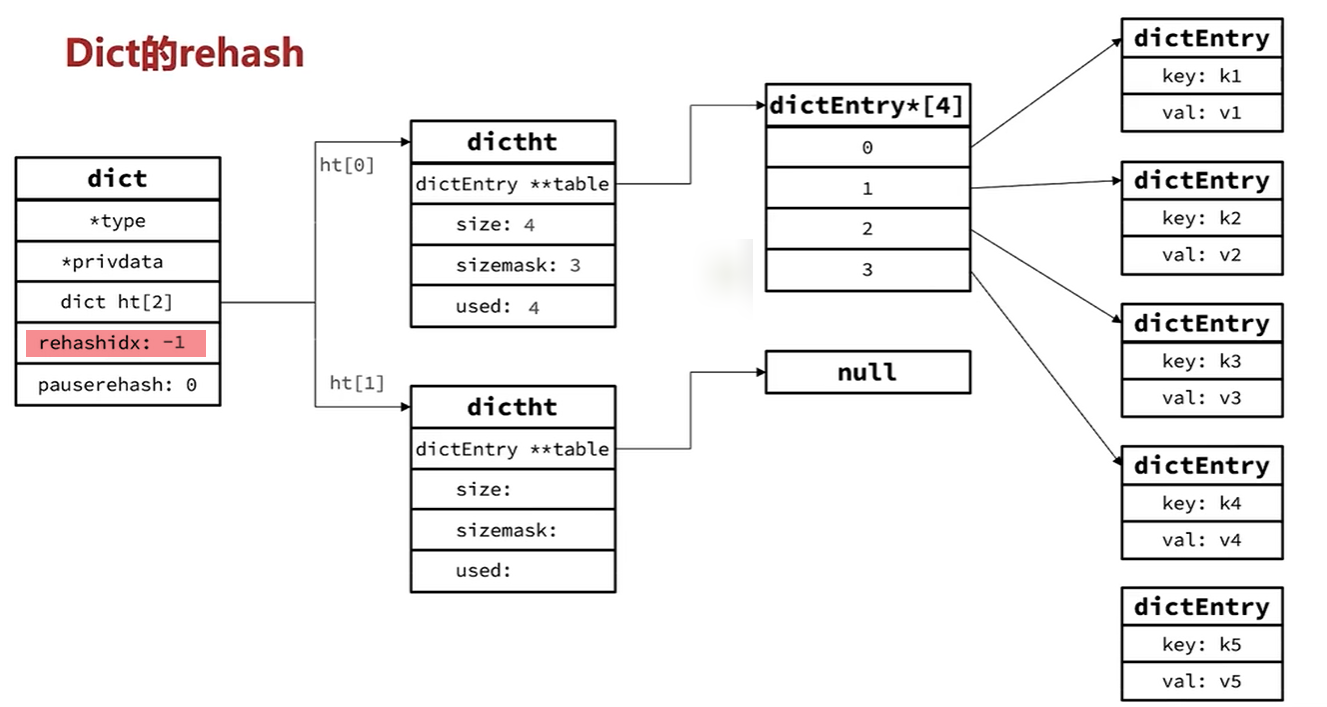 Dict的rehash
dict
*type
*privdata
dict ht[2]
rehashidx: -1
pauserehash: 0
ht[0]
ht[1]
dictht
dictEntry **table
size: 4
sizemask: 3
used: 4
dictht
dictEntry **table
size:
sizemask:
used:
dictEntry*[4]
0
1
2
3
null
dictEntry
key: k1
val: v1
dictEntry
key: k2
val: v2
dictEntry
key: k3
val: v3
dictEntry
key: k4
val: v4
dictEntry
key: k5
val: v5